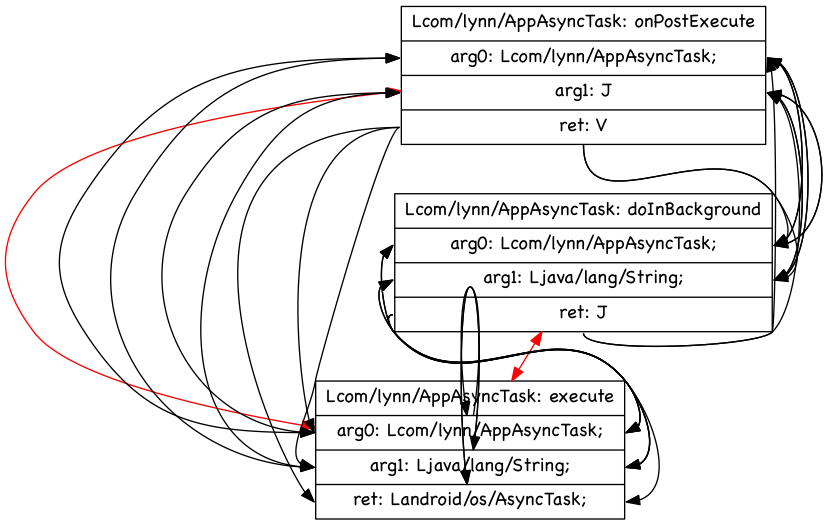 Lcom/lynn/AppAsyncTask: onPostExecute
arg0: Lcom/lynn/AppAsyncTask;
arg1: J
ret: V
Lcom/lynn/AppAsyncTask: doInBackground
arg0: Lcom/lynn/AppAsyncTask;
arg1: Ljava/lang/String;
ret: J
Lcom/lynn/AppAsyncTask: execute
arg0: Lcom/lynn/AppAsyncTask;
arg1: Ljava/lang/String;
ret: Landroid/os/AsyncTask;